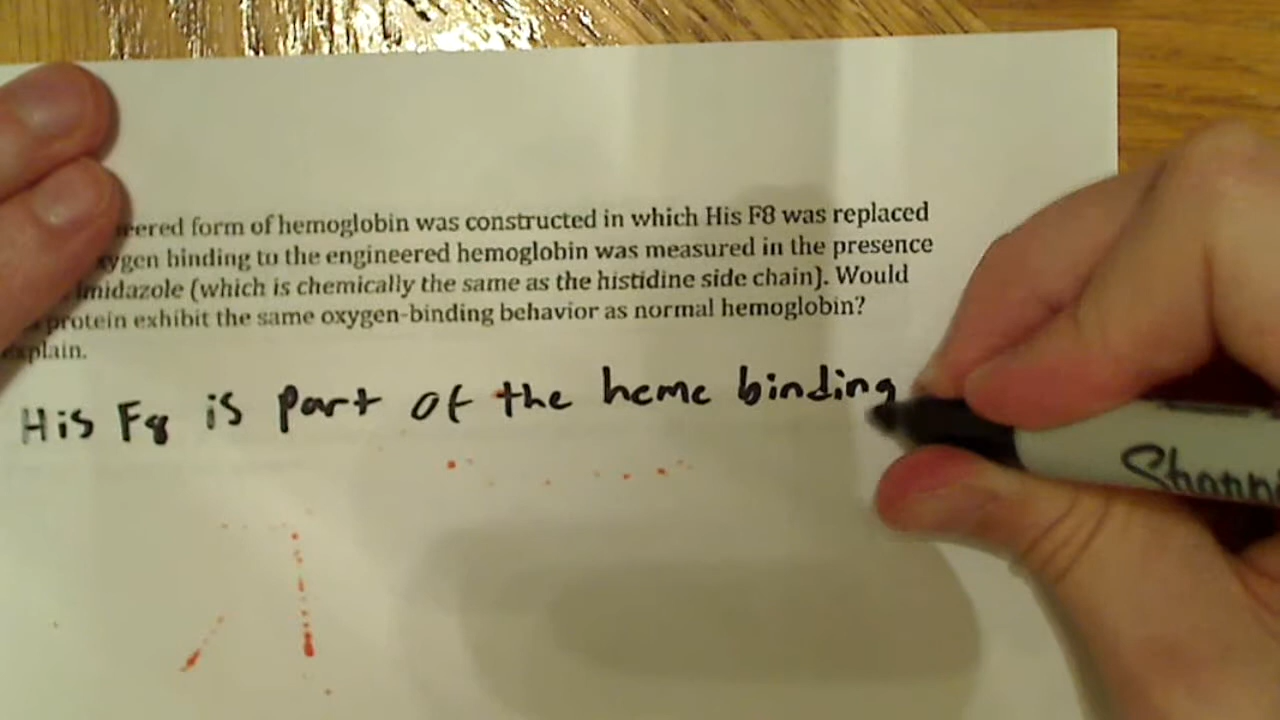 ered form of hemoglobin was constructed in which His F8 was replaced
ygen binding to the engineered hemoglobin was measured in the presence
imidazole (which is chemically the same as the histidine side chain). Would
protein exhibit the same oxygen-binding behavior as normal hemoglobin?
explain.
His F8 is part of the heme binding